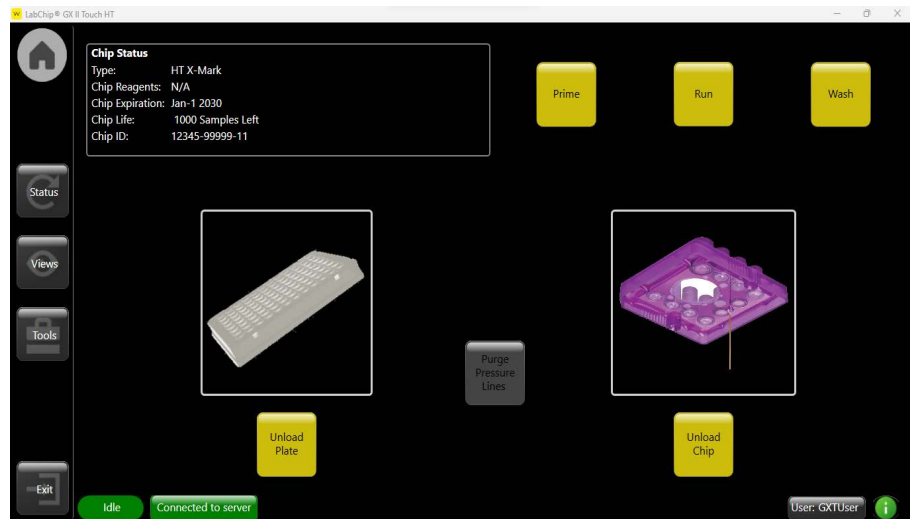 LabChip® GX II Touch HT
Chip Status
Type: HT X-Mark
Chip Reagents: N/A
Chip Expiration: Jan-1 2030
Chip Life: 1000 Samples Left
Chip ID: 12345-99999-11
Prime
Run
Wash
Status
Views
Tools
Purge
Pressure
Lines
Unload
Plate
Unload
Chip
Exit
Idle
Connected to server
User: GXTUser
i